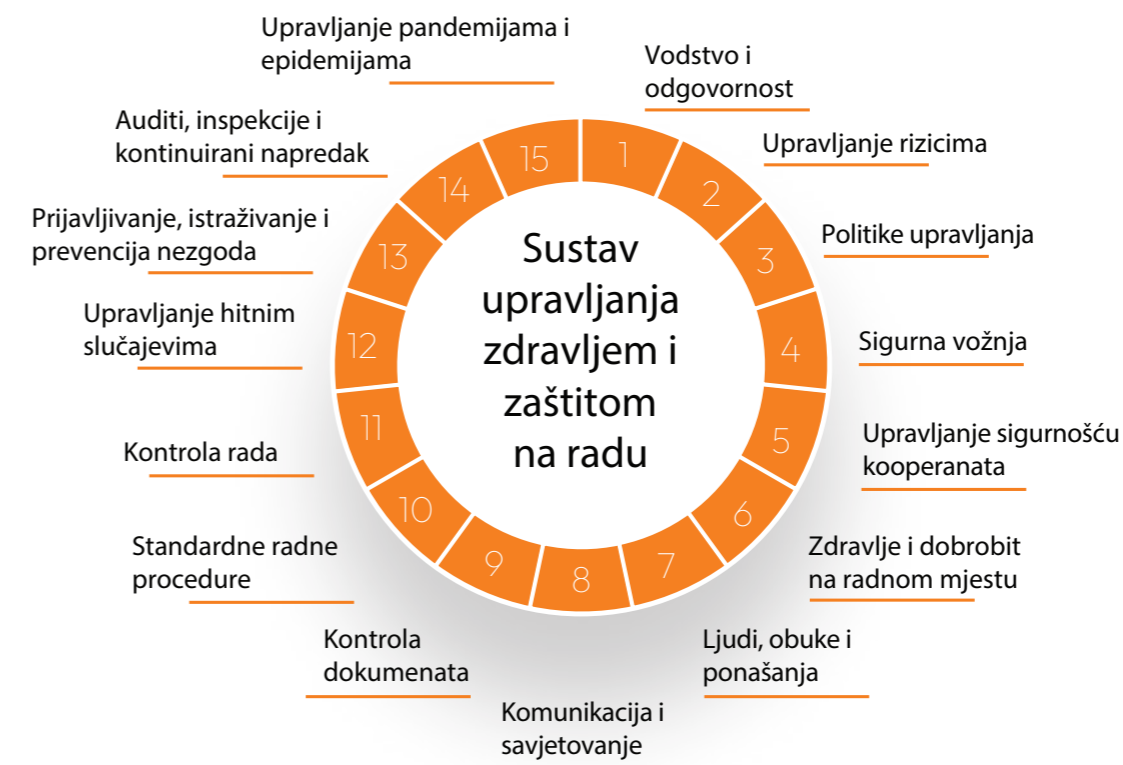 Upravljanje pandemijama i
epidemijama
Vodstvo i
odgovornost
Auditi, inspekcije i
kontinuirani napredak
Upravljanje rizicima
Prijavljivanje, istraživanje i
prevencija nezgoda
Politike upravljanja
Upravljanje hitnim
slučajevima
Sigurna vožnja
Kontrola rada
Upravljanje sigurnošću
kooperanata
Standardne radne
procedure
Zdravlje i dobrobit
na radnom mjestu
Kontrola
dokumenata
Ljudi, obuke i
ponašanja
Komunikacija i
savjetovanje
1
2
3
4
5
6
7
8
9
10
11
12
13
14
15
Sustav
upravljanja
zdravljem i
zaštitom
na radu